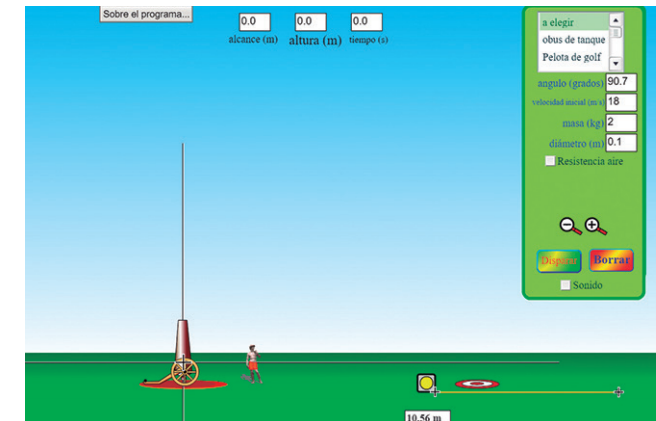 Sobre el programa...
0.0 0.0 0.0
alcance (m) altura (m) tiempo (s)
a elegir
obus de tanque
Pelota de golf
angulo (grados) 90.7
velocidad inicial (m/s) 18
masa (kg) 2
diámetro (m) 0.1
Resistencia aire
Disparar Borrar
Sonido
10.56 m